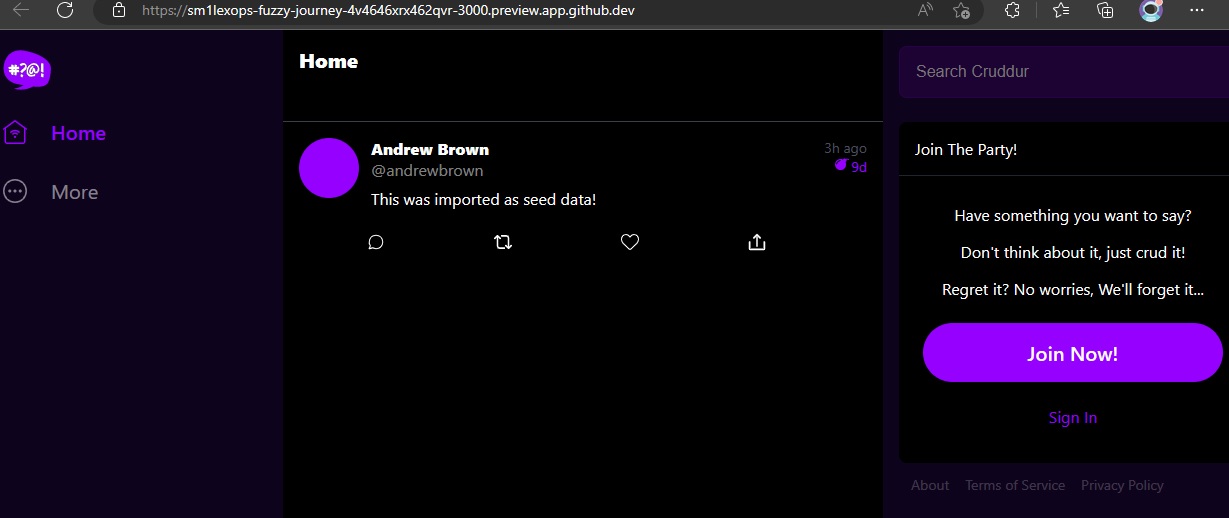 https://sm1lexops-fuzzy-journey-4v4646xrx462qvr-3000.preview.app.github.dev
#?@!
Home
More
Home
Andrew Brown
3h ago
@andrewbrown
9d
This was imported as seed data!
Search Cruddur
Join The Party!
Have something you want to say?
Don't think about it, just crud it!
Regret it? No worries, We'll forget it...
Join Now!
Sign In
About Terms of Service Privacy Policy